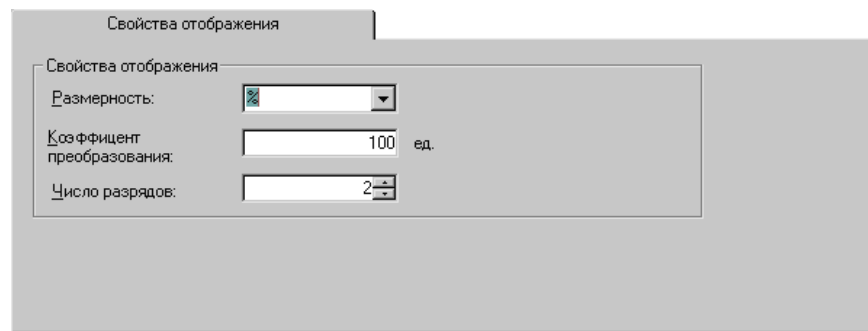 Свойства отображения
Свойства отображения
Размерность: %
Коэффицент
преобразования: 100 ед.
Число разрядов: 2